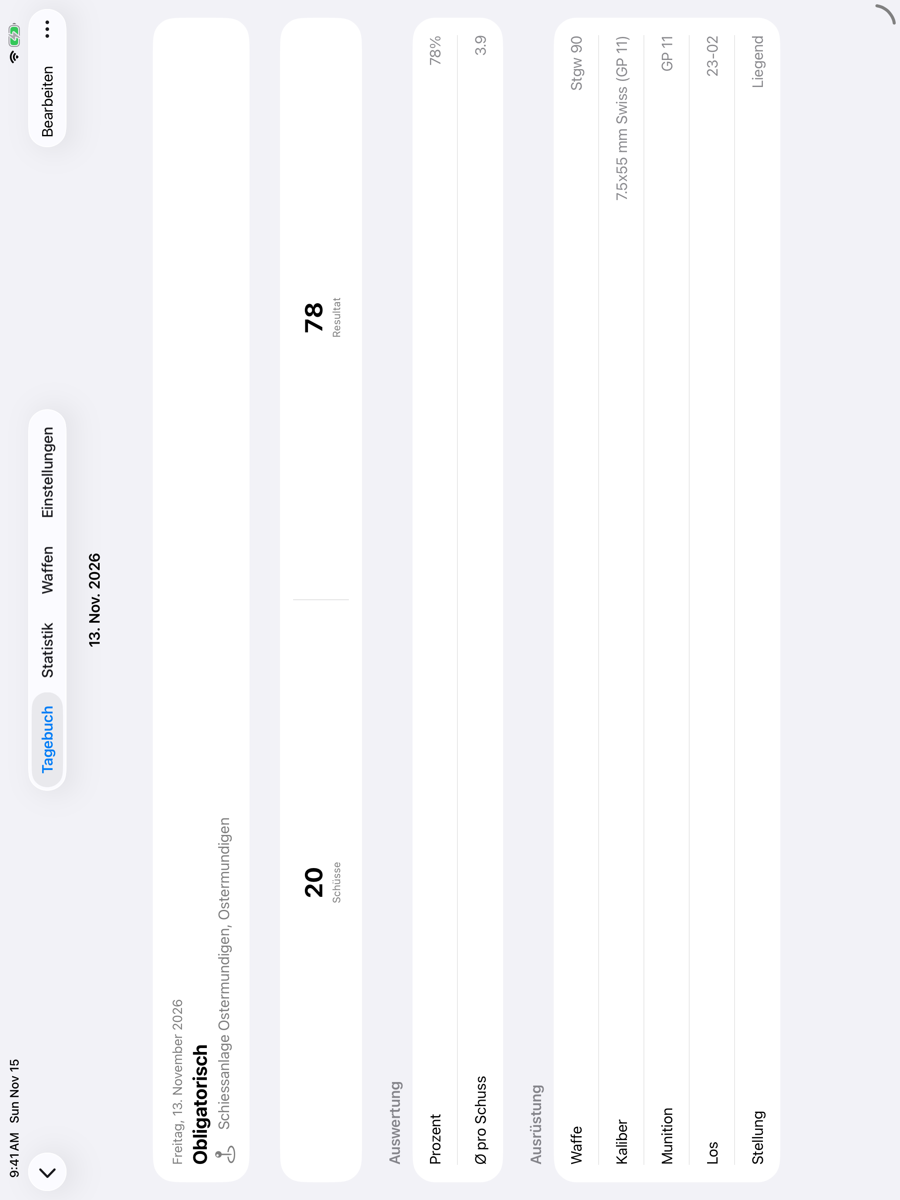 9:41 AM Sun Nov 15
Tagebuch Statistik Waffen Einstellungen
Bearbeiten
13. Nov. 2026
Freitag, 13. November 2026
Obligatorisch
Schiessanlage Ostermundigen, Ostermundigen
20 78
Schüsse Resultat
Auswertung
Prozent 78%
Ø pro Schuss 3.9
Ausrüstung
Waffe Stgw 90
Kaliber 7.5x55 mm Swiss (GP 11)
Munition GP 11
Los 23-02
Stellung Liegend